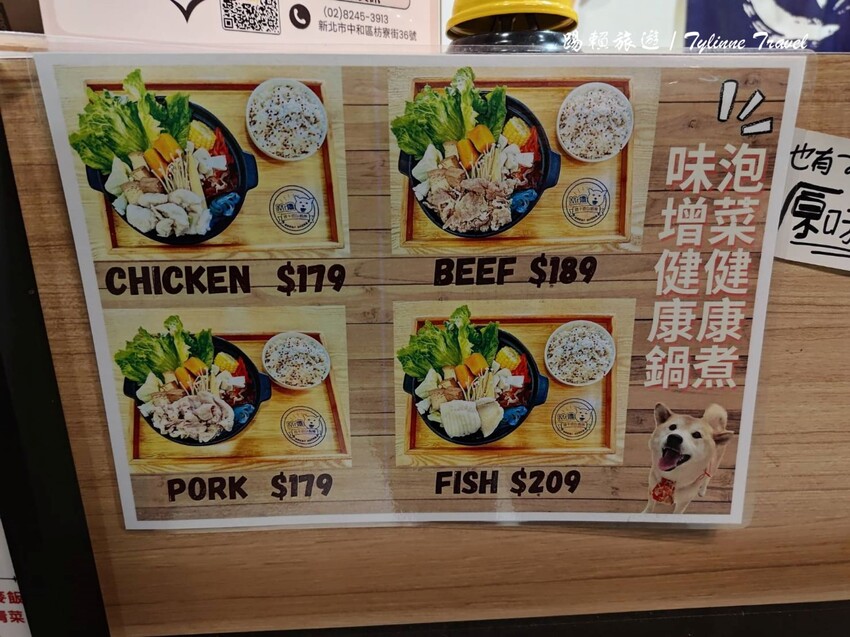 (02)8245-3913
新北市中和區枋寮街36號
踢賴旅遊 / Tylinne Travel
CHICKEN $179
BEEF $189
PORK $179
FISH $209
泡菜健康煮
味增健康鍋
也有
原味